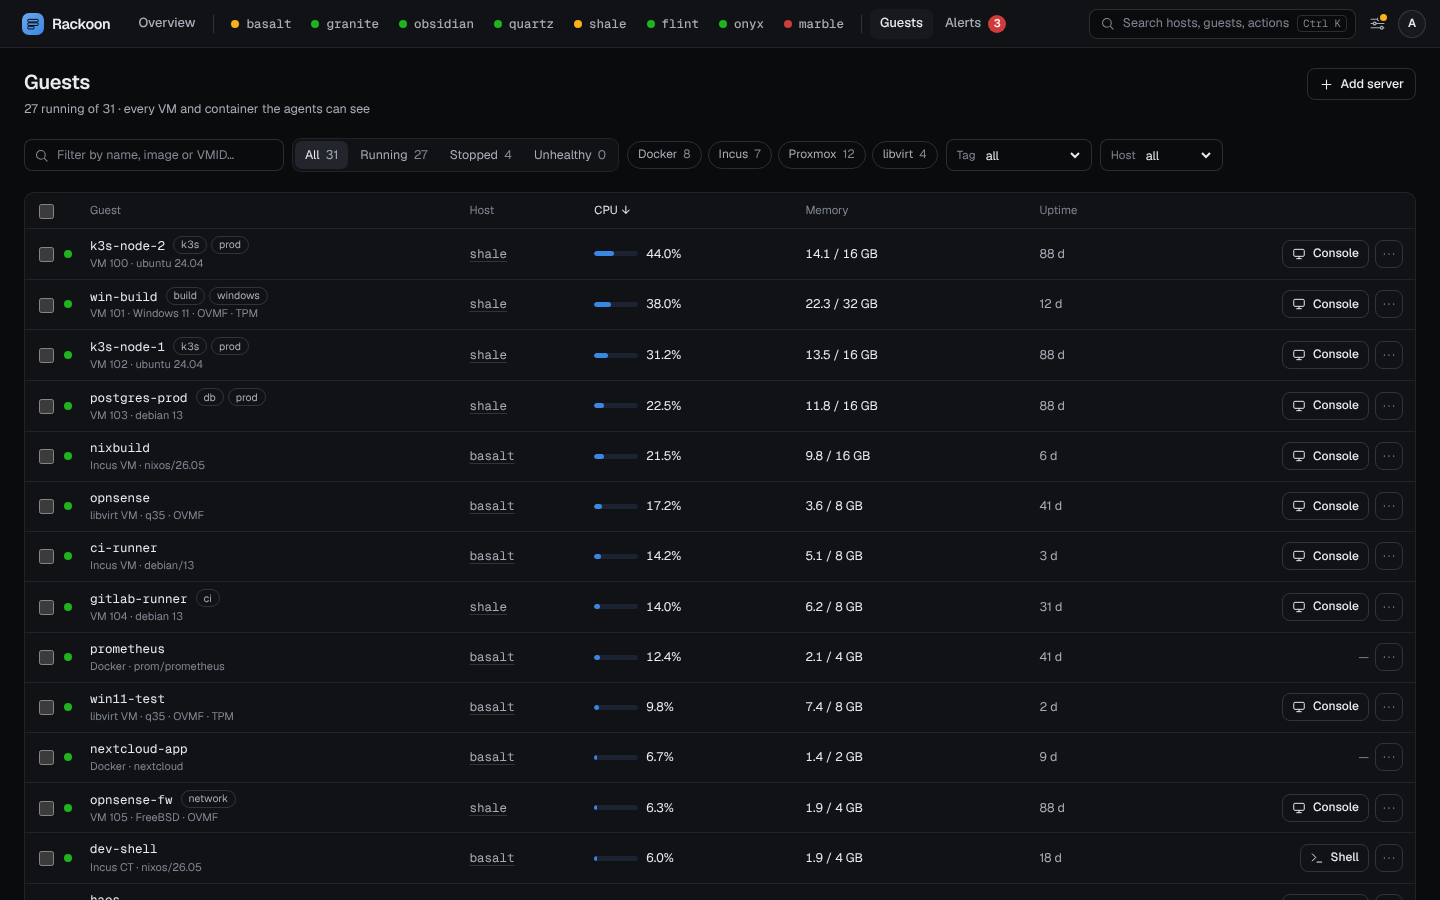 Rackoon Overview basalt granite obsidian quartz shale flint onyx marble Guests Alerts 3 Search hosts, guests, actions Ctrl K A
Guests
Add server
27 running of 31 · every VM and container the agents can see
Filter by name, image or VMID... All 31 Running 27 Stopped 4 Unhealthy 0 Docker 8 Incus 7 Proxmox 12 libvirt 4 Tag all Host all
Guest Host CPU ↓ Memory Uptime
k3s-node-2 k3s prod
VM 100 · ubuntu 24.04
shale 44.0% 14.1 / 16 GB 88 d Console ...
win-build build windows
VM 101 · Windows 11 · OVMF · TPM
shale 38.0% 22.3 / 32 GB 12 d Console ...
k3s-node-1 k3s prod
VM 102 · ubuntu 24.04
shale 31.2% 13.5 / 16 GB 88 d Console ...
postgres-prod db prod
VM 103 · debian 13
shale 22.5% 11.8 / 16 GB 88 d Console ...
nixbuild
Incus VM · nixos/26.05
basalt 21.5% 9.8 / 16 GB 6 d Console ...
opnsense
libvirt VM · q35 · OVMF
basalt 17.2% 3.6 / 8 GB 41 d Console ...
ci-runner
Incus VM · debian/13
basalt 14.2% 5.1 / 8 GB 3 d Console ...
gitlab-runner ci
VM 104 · debian 13
shale 14.0% 6.2 / 8 GB 31 d Console ...
prometheus
Docker · prom/prometheus
basalt 12.4% 2.1 / 4 GB 41 d — ...
win11-test
libvirt VM · q35 · OVMF · TPM
basalt 9.8% 7.4 / 8 GB 2 d Console ...
nextcloud-app
Docker · nextcloud
basalt 6.7% 1.4 / 2 GB 9 d — ...
opnsense-fw network
VM 105 · FreeBSD · OVMF
shale 6.3% 1.9 / 4 GB 88 d Console ...
dev-shell
Incus CT · nixos/26.05
basalt 6.0% 1.9 / 4 GB 18 d Shell ...